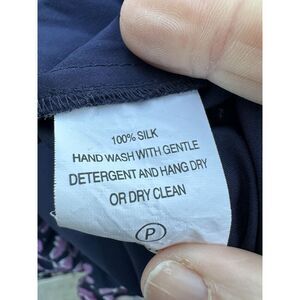 100% SILK
HAND WASH WITH GENTLE
DETERGENT AND HANG DRY
OR DRY CLEAN
P